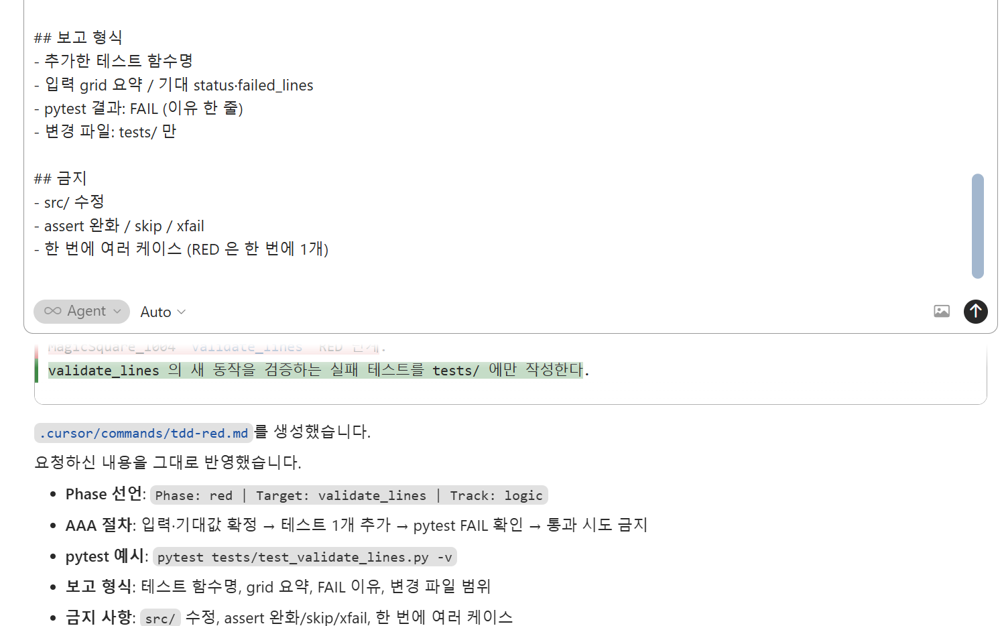 ## 보고 형식
- 추가한 테스트 함수명
- 입력 grid 요약 / 기대 status·failed_lines
- pytest 결과: FAIL (이유 한 줄)
- 변경 파일: tests/ 만
## 금지
- src/ 수정
- assert 완화 / skip / xfail
- 한 번에 여러 케이스 (RED 은 한 번에 1개)
Agent Auto
MagicSquare_1004 validate_lines RED 단계.
validate_lines 의 새 동작을 검증하는 실패 테스트를 tests/ 에만 작성한다.
.cursor/commands/tdd-red.md를 생성했습니다.
요청하신 내용을 그대로 반영했습니다.
• Phase 선언: Phase: red | Target: validate_lines | Track: logic
• AAA 절차: 입력·기대값 확정 → 테스트 1개 추가 → pytest FAIL 확인 → 통과 시도 금지
• pytest 예시: pytest tests/test_validate_lines.py -v
• 보고 형식: 테스트 함수명, grid 요약, FAIL 이유, 변경 파일 범위
• 금지 사항: src/ 수정, assert 완화/skip/xfail, 한 번에 여러 케이스